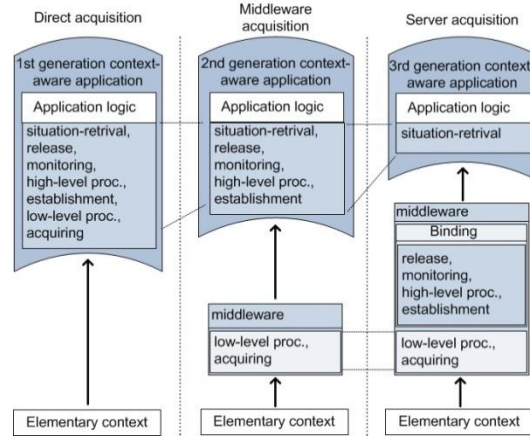 Direct acquisition
1st generation context-
aware application
Application logic
situation-retrival,
release,
monitoring,
high-level proc.,
establishment,
low-level proc.,
acquiring
Elementary context
Middleware
acquisition
2nd generation context-
aware application
Application logic
situation-retrival,
release,
monitoring,
high-level proc.,
establishment
middleware
low-level proc.,
acquiring
Elementary context
Server acquisition
3rd generation context-
aware application
Application logic
situation-retrival
middleware
Binding
release,
monitoring,
high-level proc.,
establishment
low-level proc.,
acquiring
Elementary context